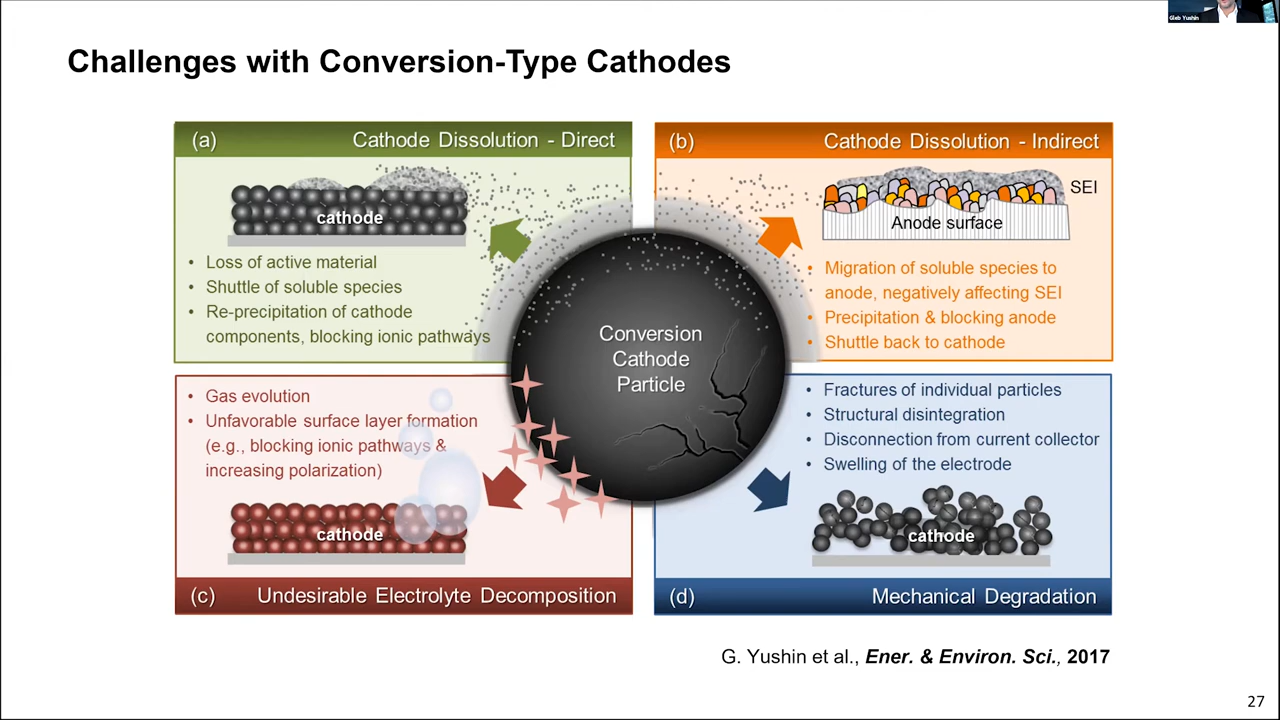 Gleb Yushin
Challenges with Conversion-Type Cathodes
(a) Cathode Dissolution - Direct
cathode
• Loss of active material
• Shuttle of soluble species
• Re-precipitation of cathode
components, blocking ionic pathways
(b) Cathode Dissolution - Indirect
SEI
Anode surface
• Migration of soluble species to
anode, negatively affecting SEI
• Precipitation & blocking anode
• Shuttle back to cathode
Conversion
Cathode
Particle
• Gas evolution
• Unfavorable surface layer formation
(e.g., blocking ionic pathways &
increasing polarization)
cathode
(c) Undesirable Electrolyte Decomposition
• Fractures of individual particles
• Structural disintegration
• Disconnection from current collector
• Swelling of the electrode
cathode
(d) Mechanical Degradation
G. Yushin et al., Ener. & Environ. Sci., 2017
27